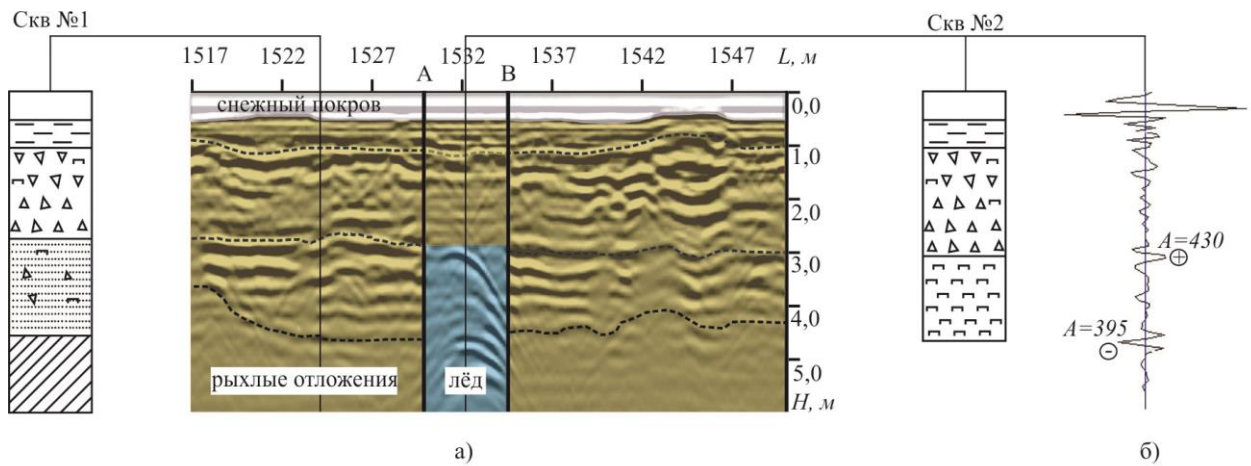 Скв №1
Скв №2
1517 1522 1527 1532 1537 1542 1547 L, м
А В
снежный покров
0,0
1,0
2,0
3,0
4,0
5,0
H, м
A=430
+
A=395
-
рыхлые отложения
лёд
а)
б)